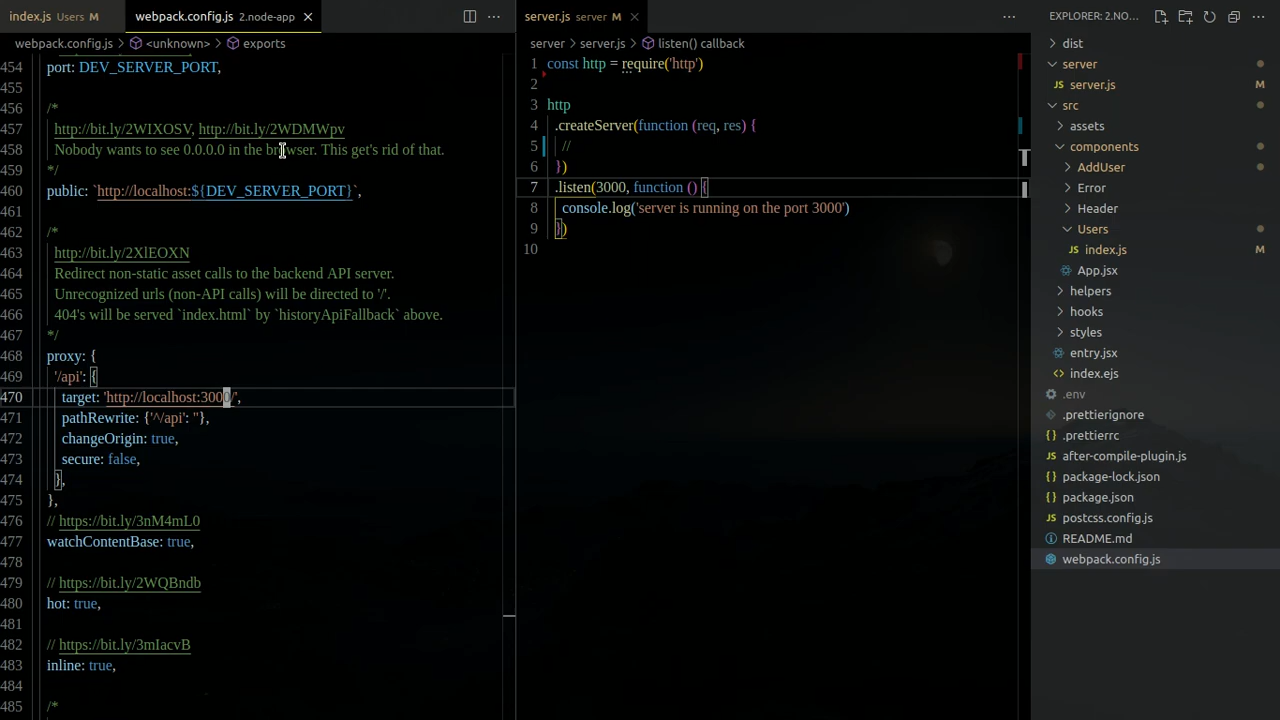 index.js Users M
webpack.config.js 2.node-app
webpack.config.js > <unknown> > exports
454 port: DEV_SERVER_PORT,
455
456 /*
457 http://bit.ly/2WIXOSV, http://bit.ly/2WDMWpv
458 Nobody wants to see 0.0.0.0 in the browser. This get's rid of that.
459 */
460 public: `http://localhost:${DEV_SERVER_PORT}`,
461
462 /*
463 http://bit.ly/2XlEOXN
464 Redirect non-static asset calls to the backend API server.
465 Unrecognized urls (non-API calls) will be directed to '/'.
466 404's will be served `index.html` by `historyApiFallback` above.
467 */
468 proxy: {
469 '/api': {
470 target: 'http://localhost:3000/',
471 pathRewrite: {'^/api': ''},
472 changeOrigin: true,
473 secure: false,
474 },
475 },
476 // https://bit.ly/3nM4mL0
477 watchContentBase: true,
478
479 // https://bit.ly/2WQBndb
480 hot: true,
481
482 // https://bit.ly/3mIacvB
483 inline: true,
484
485 /*
server.js server M
server > server.js > listen() callback
1 const http = require('http')
2
3 http
4 .createServer(function (req, res) {
5 //
6 })
7 .listen(3000, function () {
8 console.log('server is running on the port 3000')
9 })
10
EXPLORER: 2.NO...
dist
server
server.js M
src
assets
components
AddUser
Error
Header
Users
index.js M
App.jsx
helpers
hooks
styles
entry.jsx
index.ejs
.env
.prettierignore
.prettierrc
after-compile-plugin.js
package-lock.json
package.json
postcss.config.js
README.md
webpack.config.js